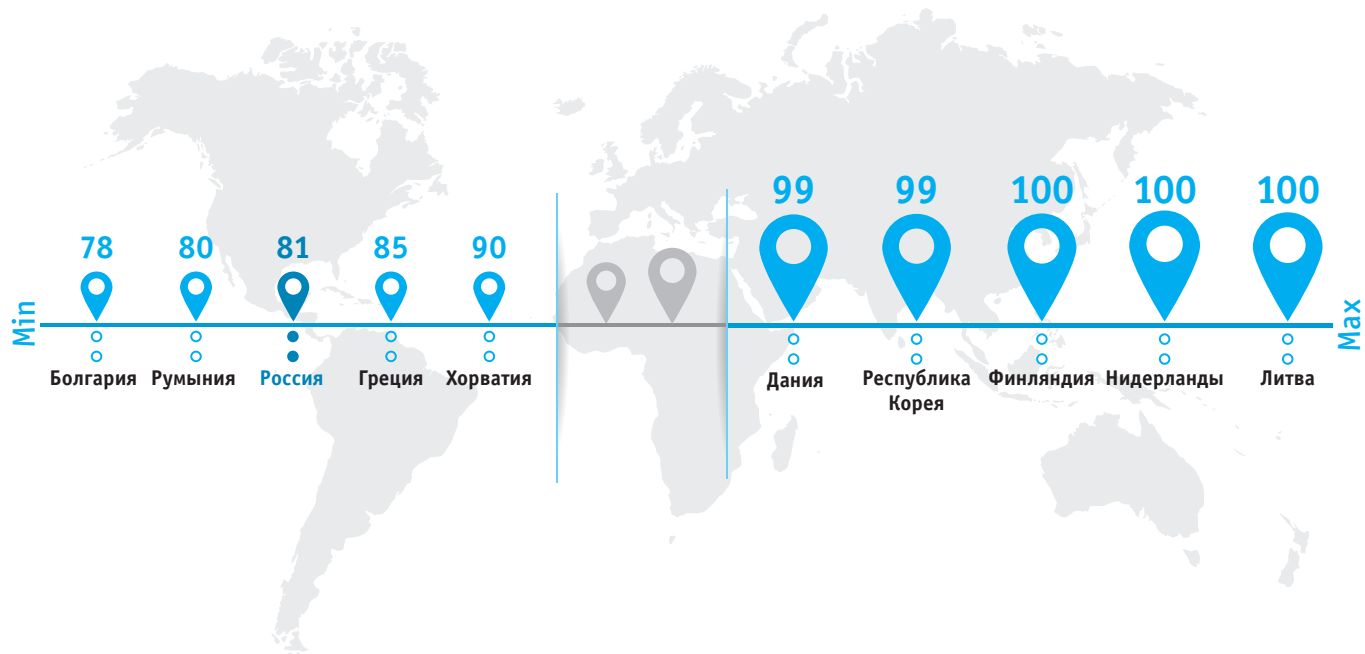 99 99 100 100 100
78 80 81 85 90
Min
Max
Болгария Румыния Россия Греция Хорватия
Дания Республика Финляндия Нидерланды Литва
Корея